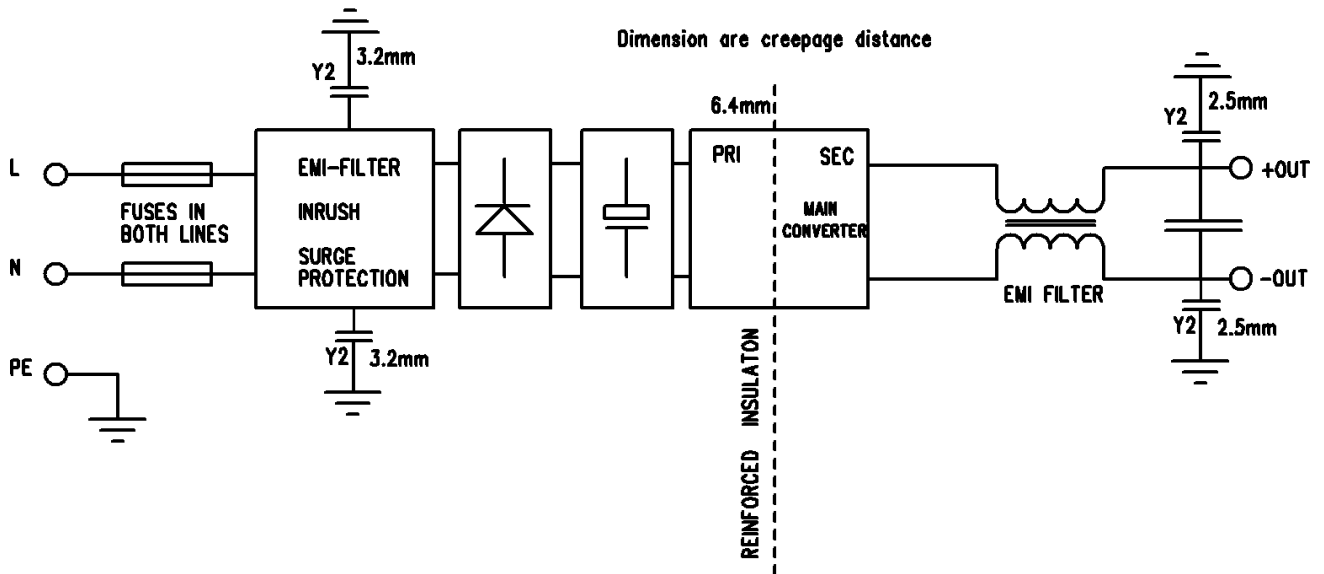 Dimension are creepage distance
Y2
3.2mm
6.4mm
Y2
2.5mm
L
FUSES IN
BOTH LINES
N
EMI-FILTER
INRUSH
SURGE
PROTECTION
PRI
SEC
MAIN
CONVERTER
+OUT
-OUT
EMI FILTER
Y2
3.2mm
Y2
2.5mm
PE
REINFORCED INSULATON